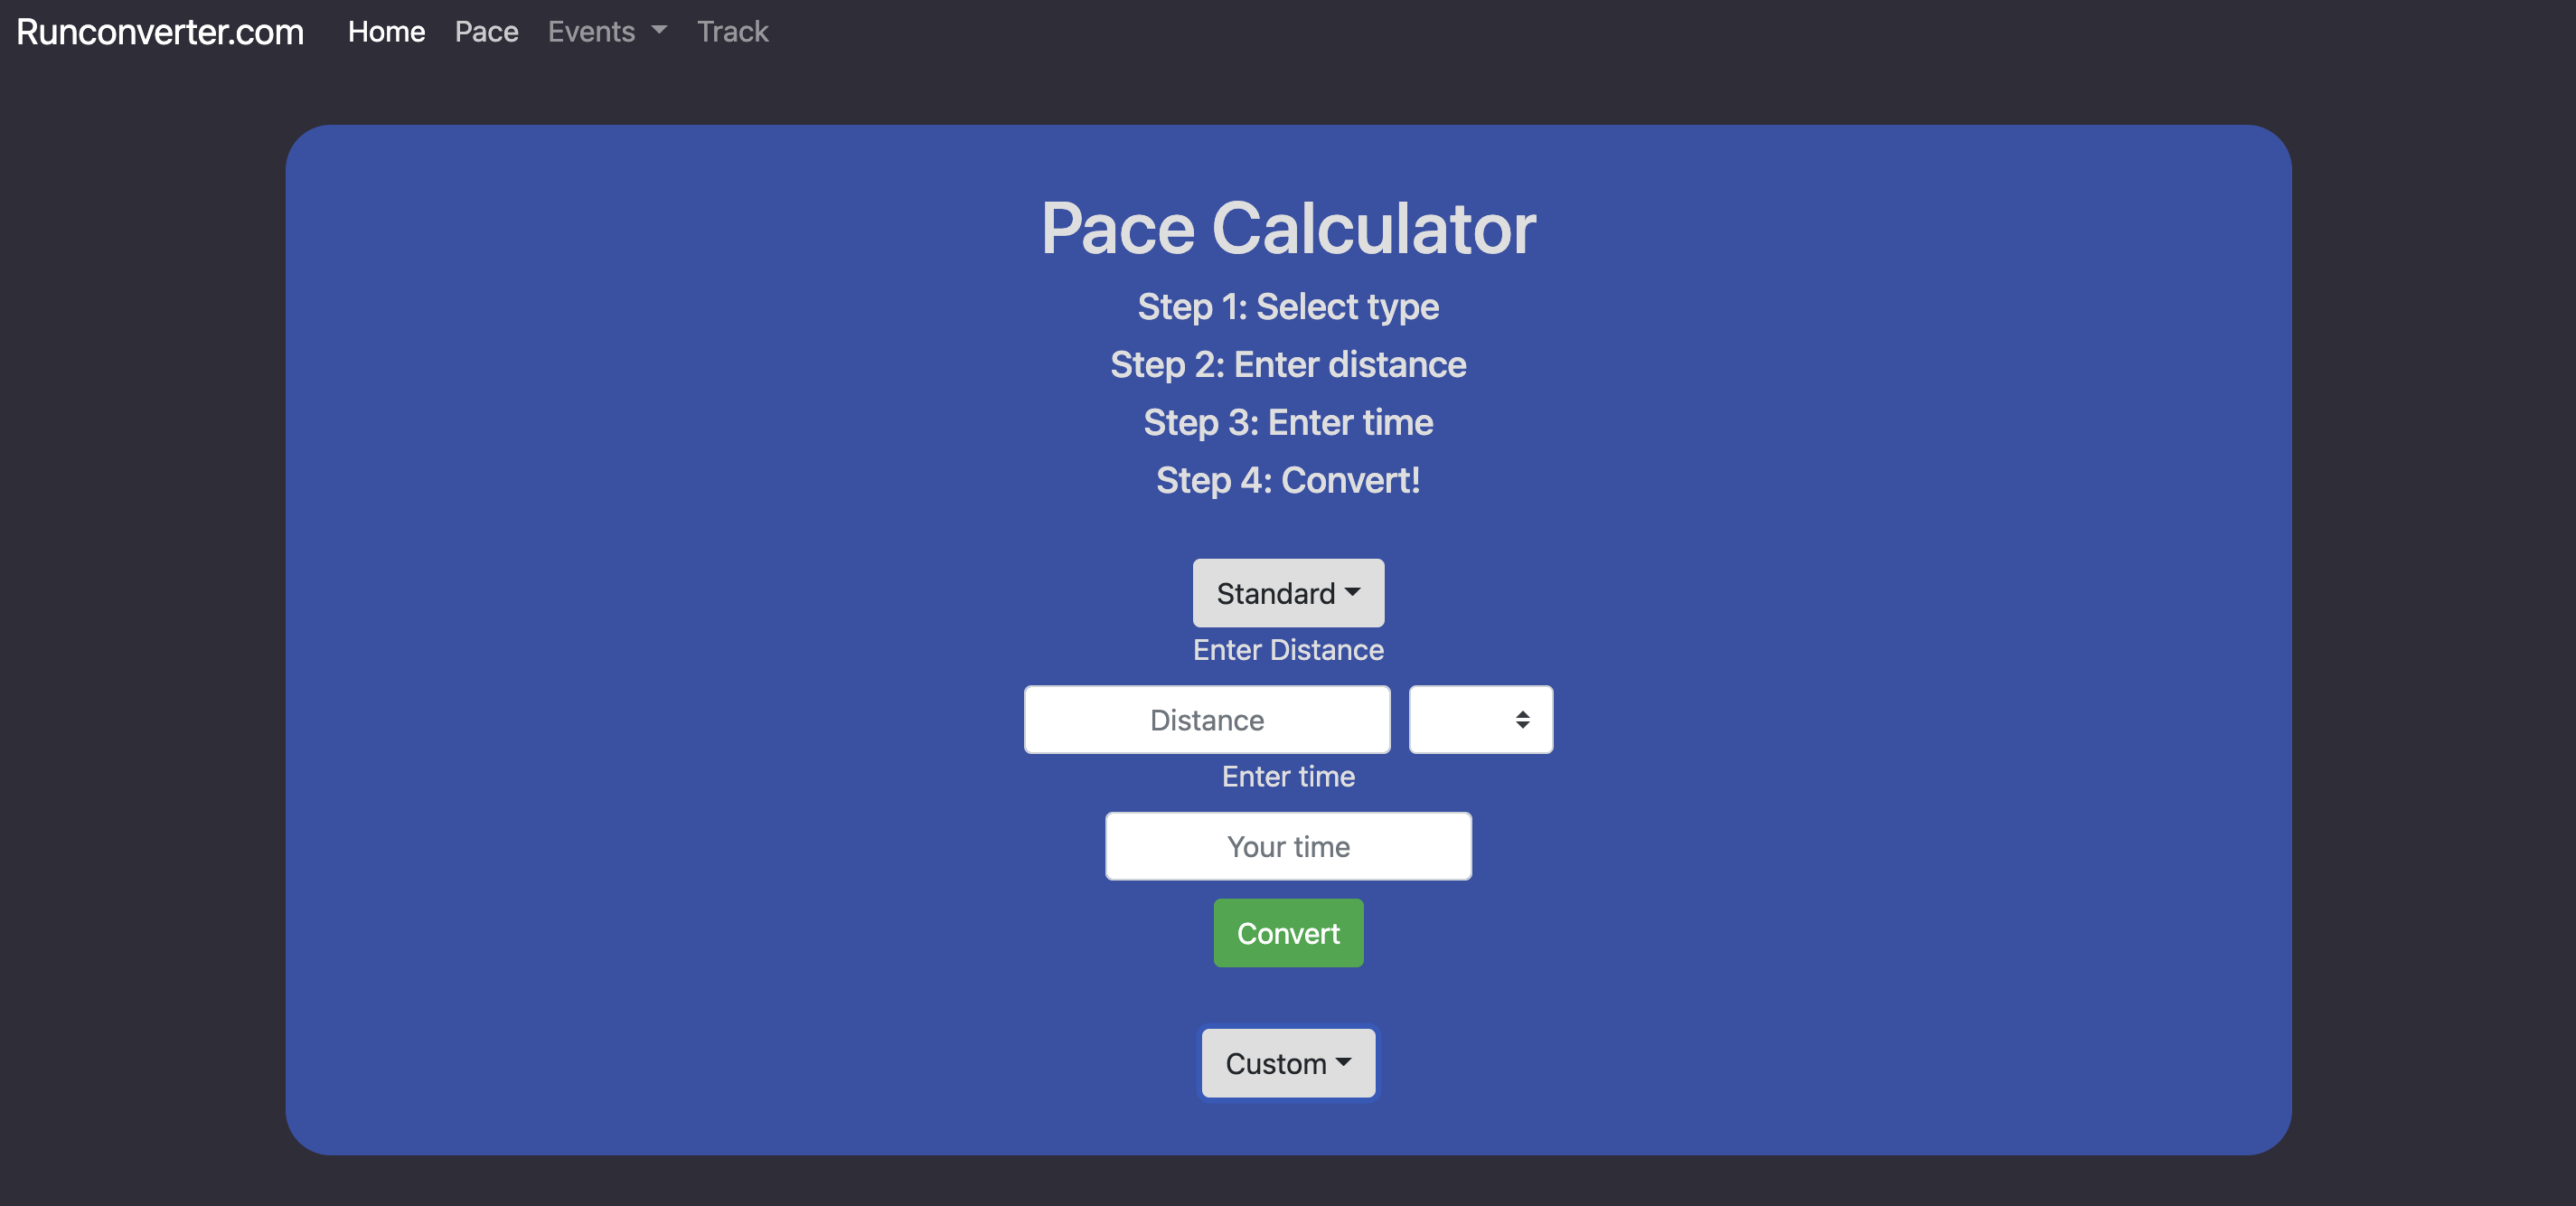 Runconverter.com Home Pace Events Track
Pace Calculator
Step 1: Select type
Step 2: Enter distance
Step 3: Enter time
Step 4: Convert!
Standard
Enter Distance
Distance
Enter time
Your time
Convert
Custom